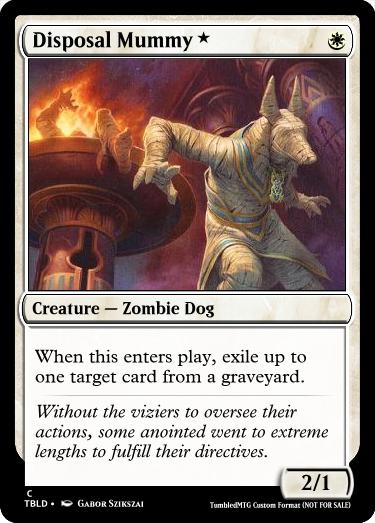 Disposal Mummy ★
When this enters play, exile up to
one target card from a graveyard.
Without the viziers to oversee their
actions, some anointed went to extreme
lengths to fulfill their directives.
Creature — Zombie Dog
2/1
C
TBLD • Gabor Szikszai
TumbledMTG Custom Format (NOT FOR SALE)